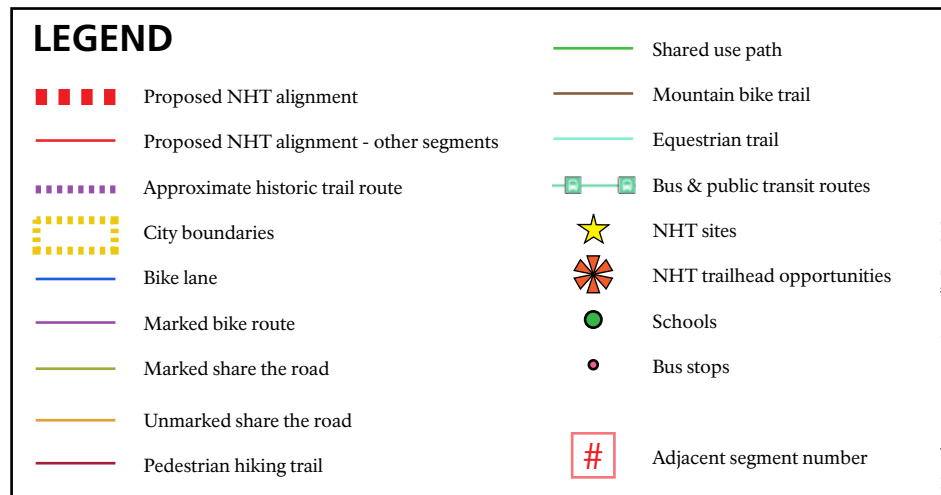 LEGEND
Proposed NHT alignment
Proposed NHT alignment - other segments
Approximate historic trail route
City boundaries
Bike lane
Marked bike route
Marked share the road
Unmarked share the road
Pedestrian hiking trail
Shared use path
Mountain bike trail
Equestrian trail
Bus & public transit routes
NHT sites
NHT trailhead opportunities
Schools
Bus stops
# Adjacent segment number